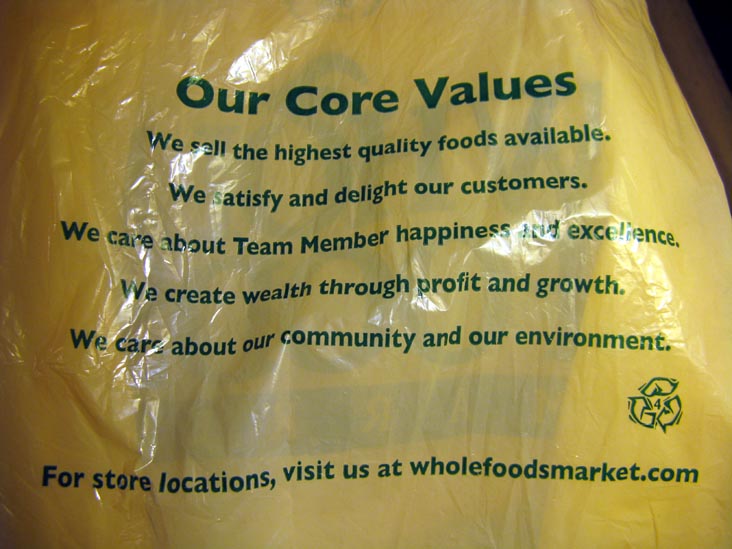 Our Core Values
We sell the highest quality foods available.
We satisfy and delight our customers.
We care about Team Member happiness and excellence.
We create wealth through profit and growth.
We care about our community and our environment.
4
For store locations, visit us at wholefoodsmarket.com